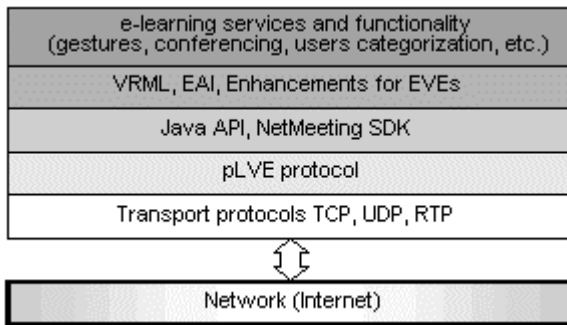 e-learning services and functionality
(gestures, conferencing, users categorization, etc.)
VRML, EAI, Enhancements for EVEs
Java API, NetMeeting SDK
pLVE protocol
Transport protocols TCP, UDP, RTP
Network (Internet)